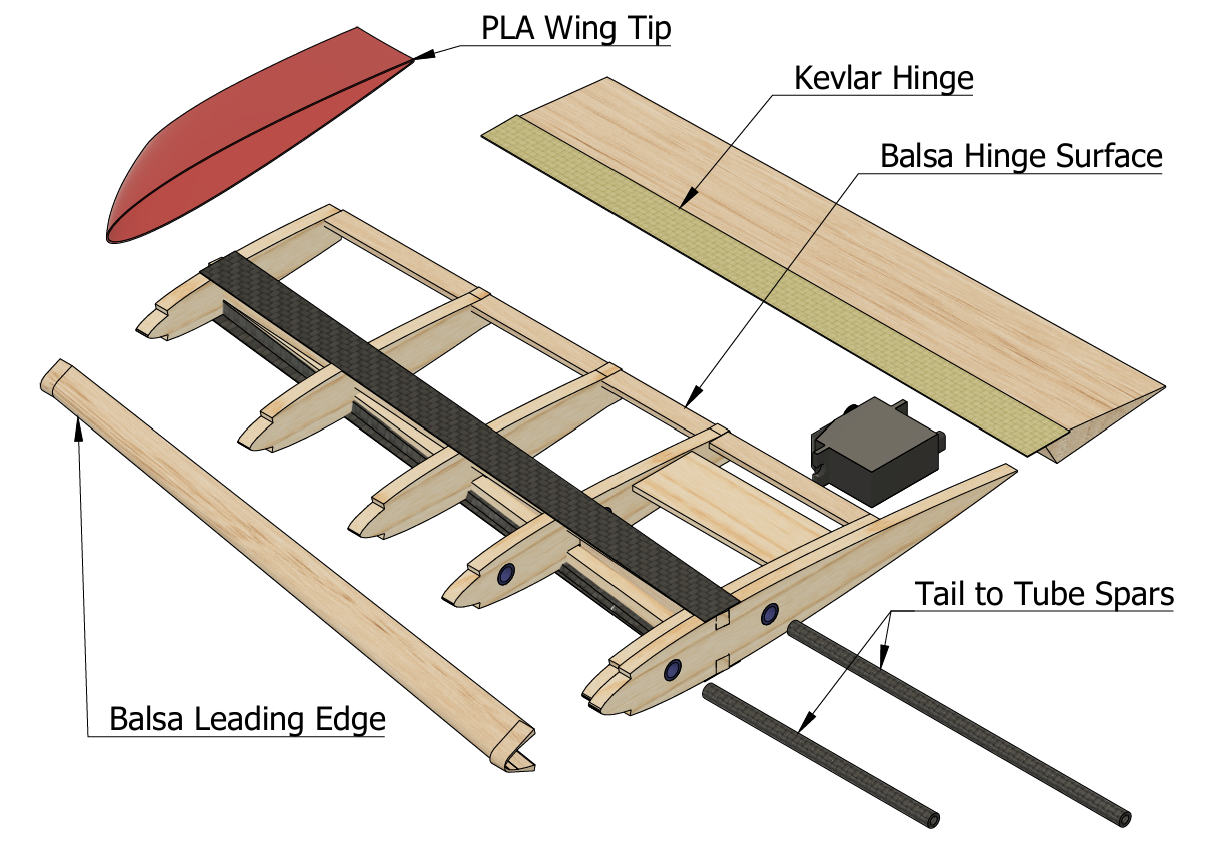 PLA Wing Tip
Kevlar Hinge
Balsa Hinge Surface
Tail to Tube Spars
Balsa Leading Edge